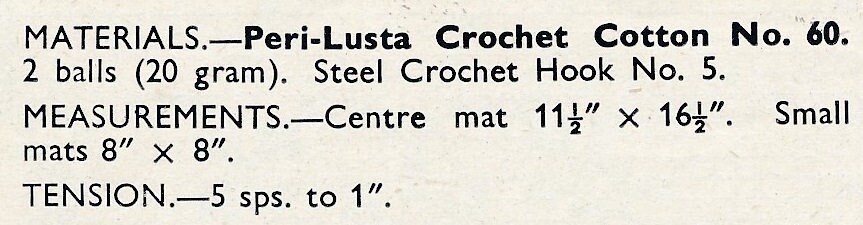 MATERIALS.—Peri-Lusta Crochet Cotton No. 60.
2 balls (20 gram). Steel Crochet Hook No. 5.
MEASUREMENTS.—Centre mat 11½″ × 16½″. Small
mats 8″ × 8″.
TENSION.—5 sps. to 1″.